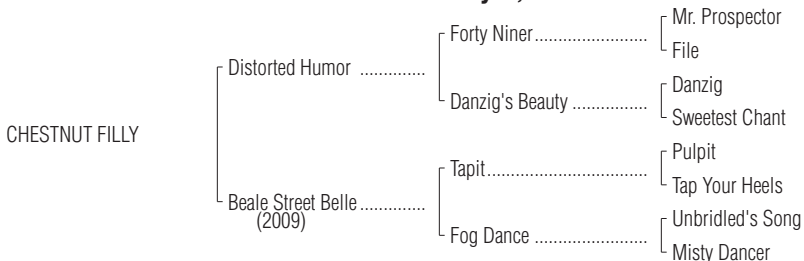 Mr. Prospector
Forty Niner
File
Distorted Humor
Danzig
Danzig's Beauty
Sweetest Chant
CHESTNUT FILLY
Pulpit
Tapit
Tap Your Heels
Beale Street Belle
(2009)
Unbridled's Song
Fog Dance
Misty Dancer